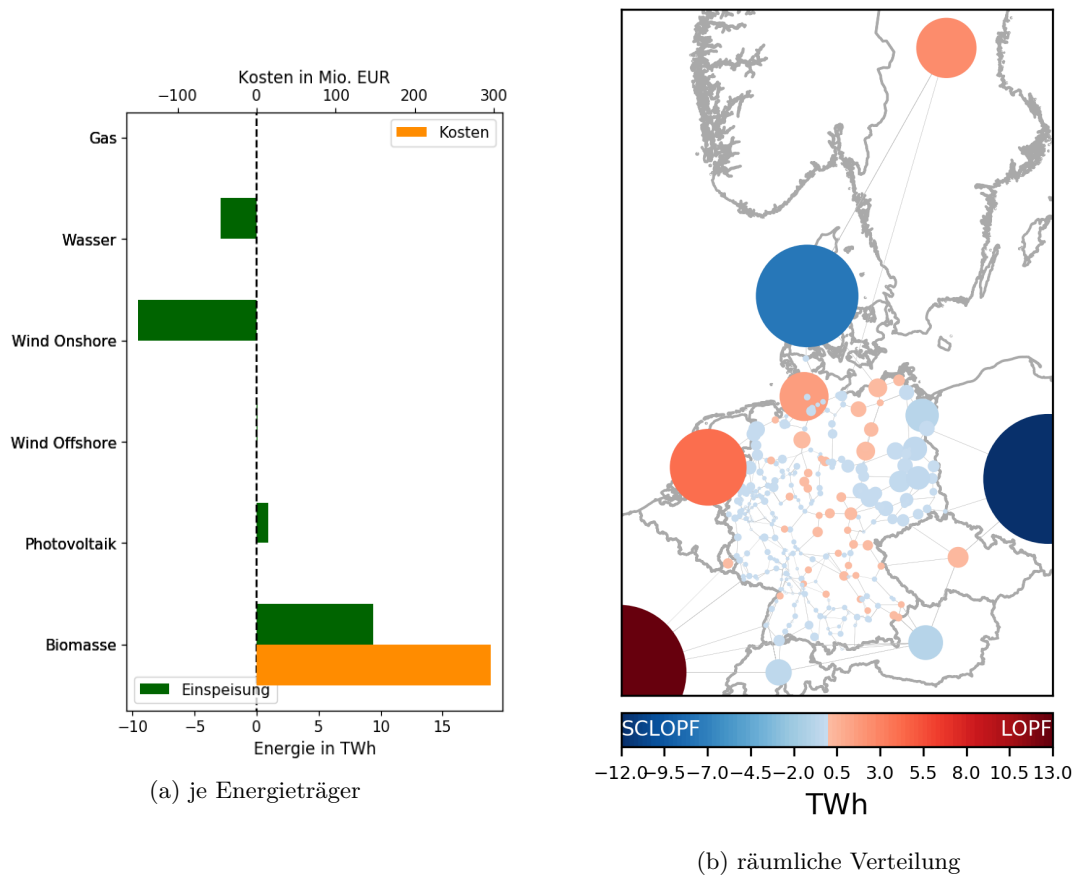 Kosten in Mio. EUR
−100 0 100 200 300
Kosten
Gas
Wasser
Wind Onshore
Wind Offshore
Photovoltaik
Biomasse
Einspeisung
−10 −5 0 5 10 15
Energie in TWh
(a) je Energieträger
SCLOPF LOPF
−12.0 −9.5 −7.0 −4.5 −2.0 0.5 3.0 5.5 8.0 10.5 13.0
TWh
(b) räumliche Verteilung